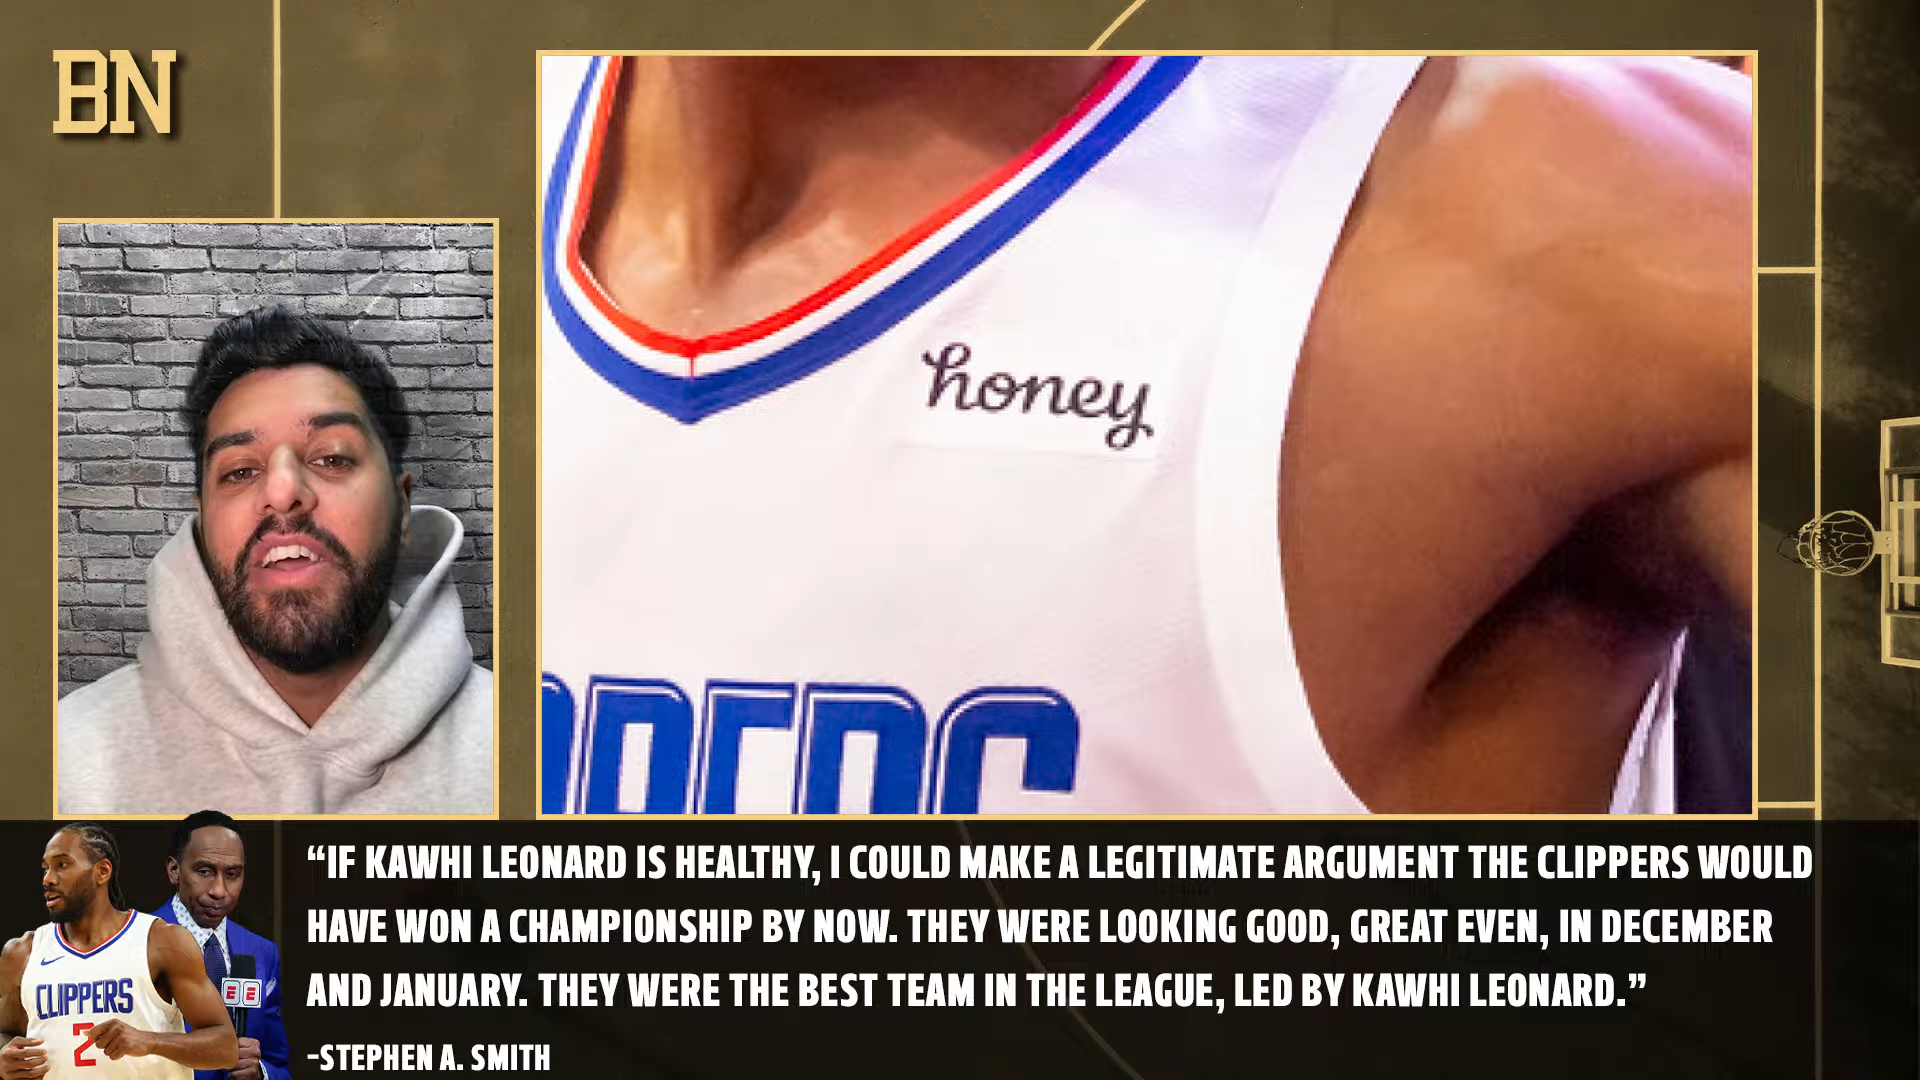 BN
honey
CLIPPERS
2
"IF KAWHI LEONARD IS HEALTHY, I COULD MAKE A LEGITIMATE ARGUMENT THE CLIPPERS WOULD
HAVE WON A CHAMPIONSHIP BY NOW. THEY WERE LOOKING GOOD, GREAT EVEN, IN DECEMBER
AND JANUARY. THEY WERE THE BEST TEAM IN THE LEAGUE, LED BY KAWHI LEONARD."
-STEPHEN A. SMITH